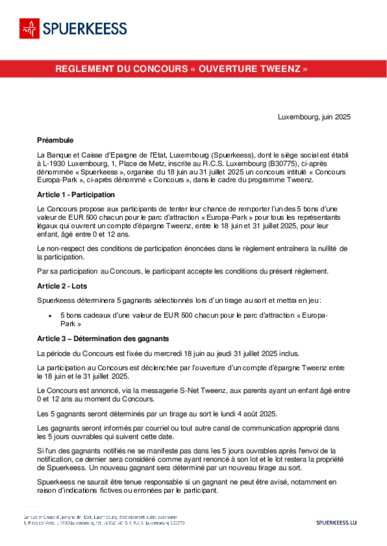 SPUERKEESS
REGLEMENT DU CONCOURS « OUVERTURE TWEENZ »
Luxembourg, juin 2025
Préambule
La Banque et Caisse d'Epargne de l'Etat, Luxembourg (Spuerkeess), dont le siège social est établi
à L-1930 Luxembourg, 1, Place de Metz, inscrite au R.C.S. Luxembourg (B30775), ci-après
dénommée « Spuerkeess », organise du 18 juin au 31 juillet 2025 un concours intitulé « Concours
Europa-Park », ci-après dénommé « Concours », dans le cadre du programme Tweenz.
Article 1 - Participation
Le Concours propose aux participants de tenter leur chance de remporter l'un des 5 bons d'une
valeur de EUR 500 chacun pour le parc d'attraction « Europa-Park » pour tous les représentants
légaux qui ouvrent un compte d'épargne Tweenz, entre le 18 juin et 31 juillet 2025, pour leur
enfant, âgé entre 0 et 12 ans.
Le non-respect des conditions de participation énoncées dans le règlement entraînera la nullité de
la participation.
Par sa participation au Concours, le participant accepte les conditions du présent règlement.
Article 2 - Lots
Spuerkeess déterminera 5 gagnants sélectionnés lors d'un tirage au sort et mettra en jeu :
• 5 bons cadeaux d'une valeur de EUR 500 chacun pour le parc d'attraction « Europa-
Park »
Article 3 – Détermination des gagnants
La période du Concours est fixée du mercredi 18 juin au jeudi 31 juillet 2025 inclus.
La participation au Concours est déclenchée par l'ouverture d'un compte d'épargne Tweenz entre
le 18 juin et le 31 juillet 2025.
Le Concours est annoncé, via la messagerie S-Net Tweenz, aux parents ayant un enfant âgé entre
0 et 12 ans au moment du Concours.
Les 5 gagnants seront déterminés par un tirage au sort le lundi 4 août 2025.
Les gagnants seront informés par courriel ou tout autre canal de communication approprié dans
les 5 jours ouvrables qui suivent cette date.
Si l'un des gagnants notifiés ne se manifeste pas dans les 5 jours ouvrables après l'envoi de la
notification, ce dernier sera considéré comme ayant renoncé à son lot et le lot restera la propriété
de Spuerkeess. Un nouveau gagnant sera déterminé par un nouveau tirage au sort.
Spuerkeess ne saurait être tenue responsable si un gagnant ne peut être avisé, notamment en
raison d'indications fictives ou erronées par le participant.
Banque et Caisse d'Epargne de l'Etat, Luxembourg, établissement public autonome
SPUERKEESS.LU